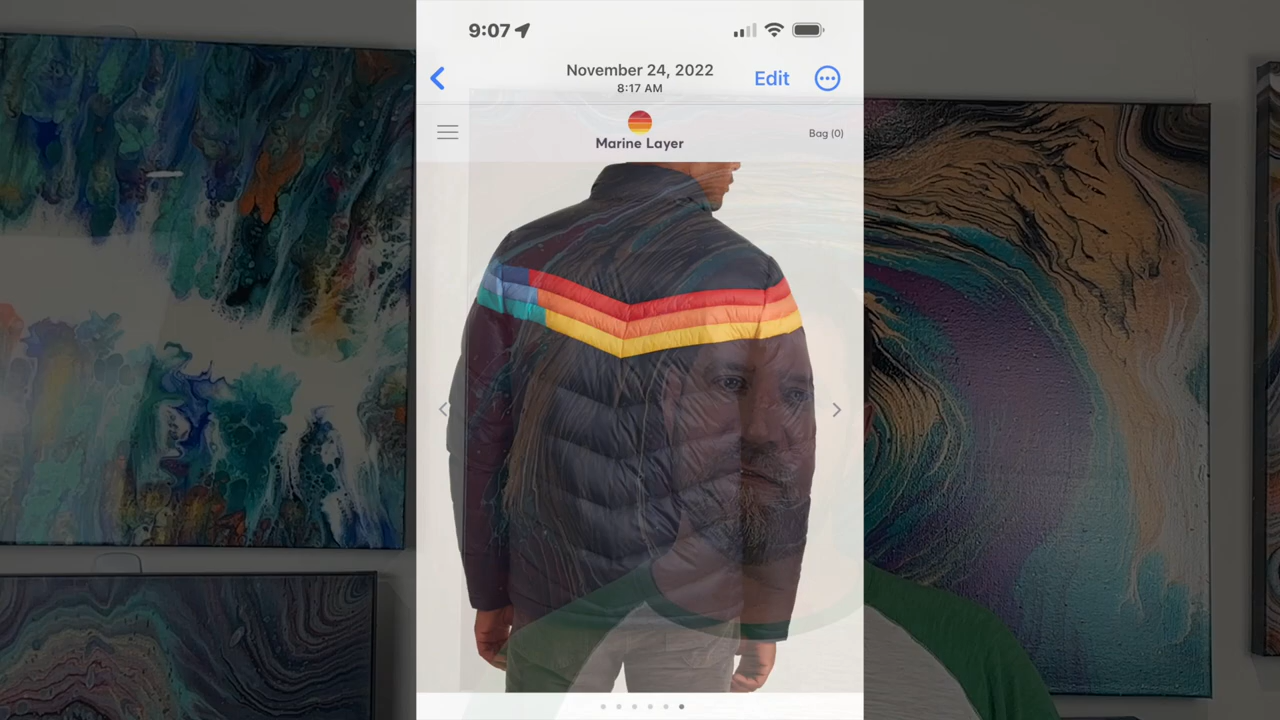 9:07
November 24, 2022
Edit
8:17 AM
Marine Layer
Bag (0)